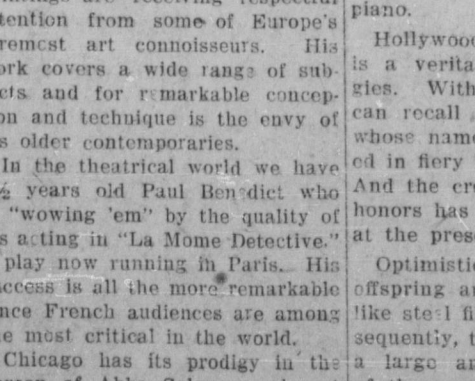 tention from some of Europe's
remost art connoisseurs. His
ork covers a wide range of sub-
cts and for remarkable concep-
on and technique is the envy of
s older contemporaries.
In the theatrical world we have
½ years old Paul Benedict who
"wowing 'em" by the quality of
s acting in "La Mome Detective."
play now running in Paris. His
uccess is all the more remarkable
nce French audiences are among
e most critical in the world.
Chicago has its prodigy in the
piano.
Hollywood
is a verita
gies. With
can recall
whose name
ed in fiery
And the cr
honors has
at the pres
Optimistic
offspring a
like steel fi
sequently, t
a large a